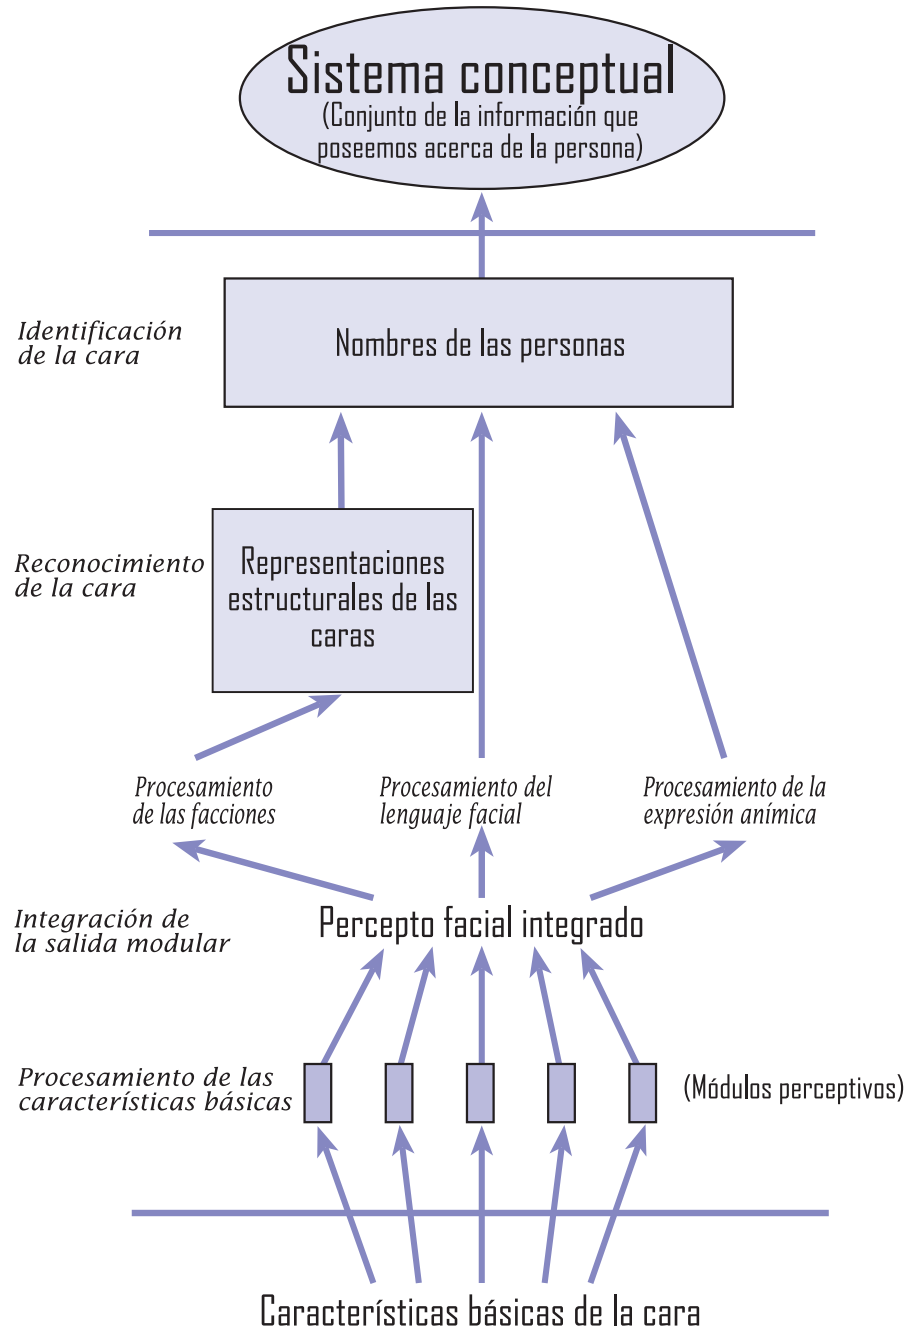 Sistema conceptual
(Conjunto de la información que
poseemos acerca de la persona)
Identificación
de la cara
Nombres de las personas
Reconocimiento
de la cara
Representaciones
estructurales de las
caras
Procesamiento
de las facciones
Procesamiento del
lenguaje facial
Procesamiento de la
expresión anímica
Integración de
la salida modular
Percepto facial integrado
Procesamiento de las
características básicas
(Módulos perceptivos)
Características básicas de la cara